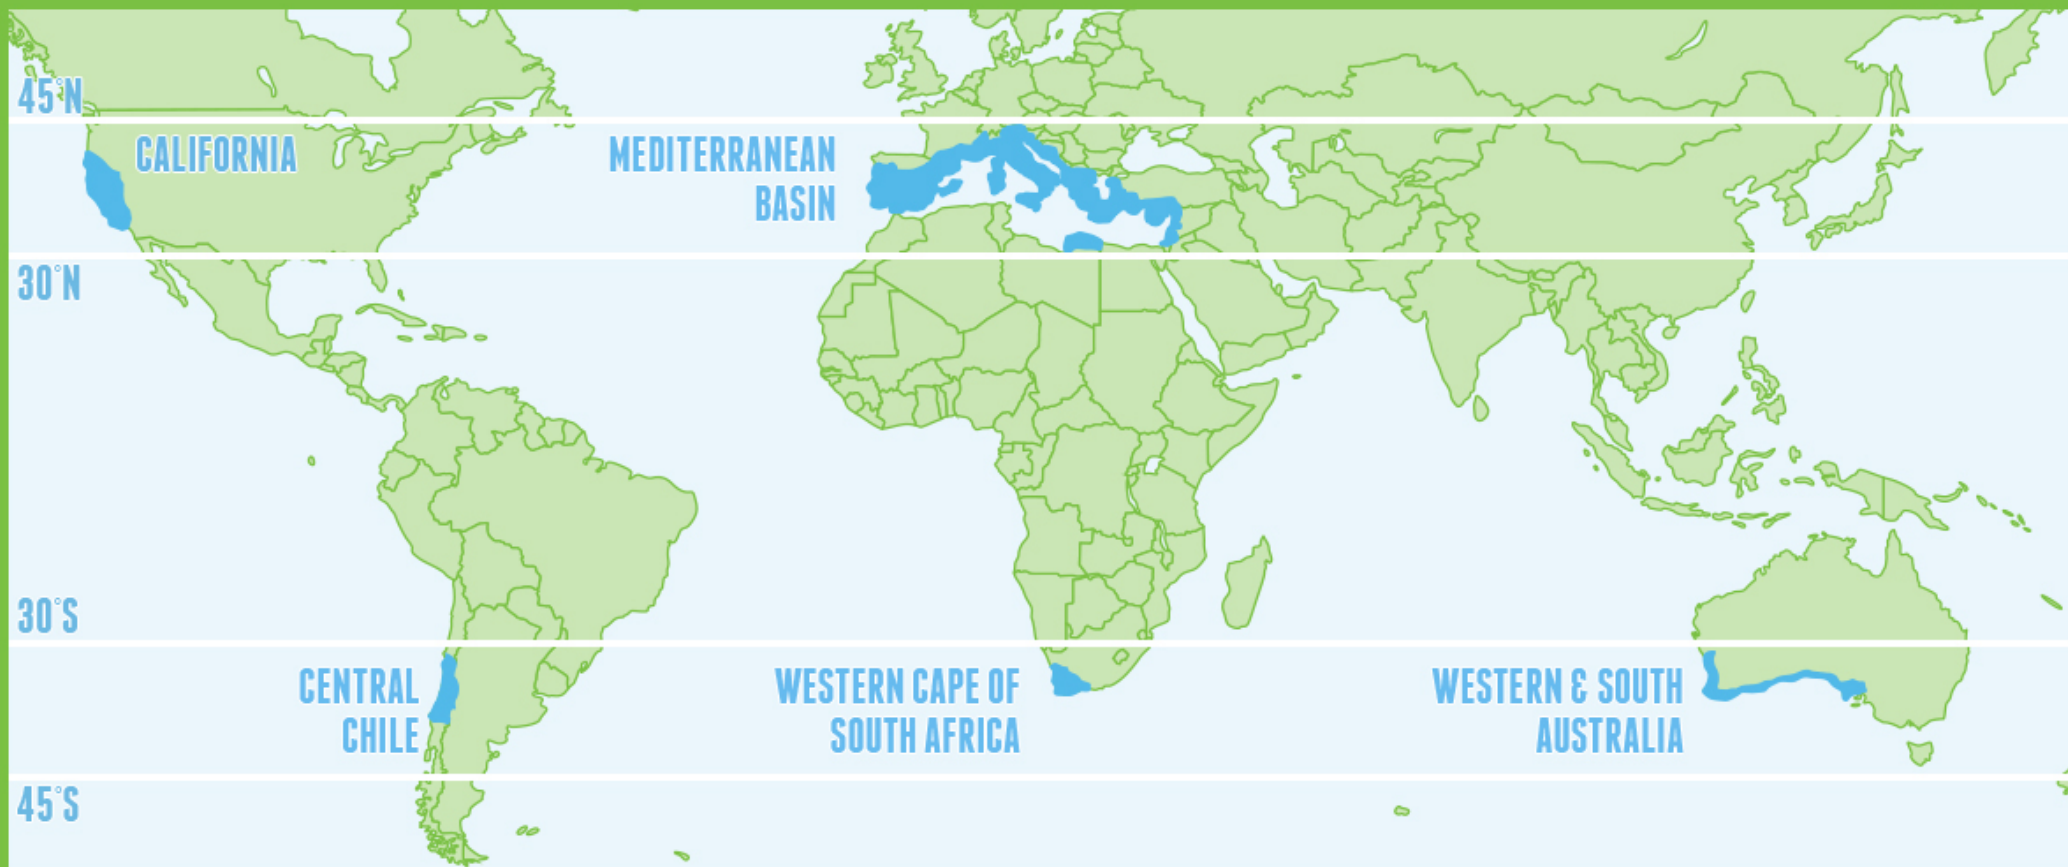 45°N
CALIFORNIA
MEDITERRANEAN
BASIN
30°N
30°S
CENTRAL
CHILE
WESTERN CAPE OF
SOUTH AFRICA
WESTERN & SOUTH
AUSTRALIA
45°S